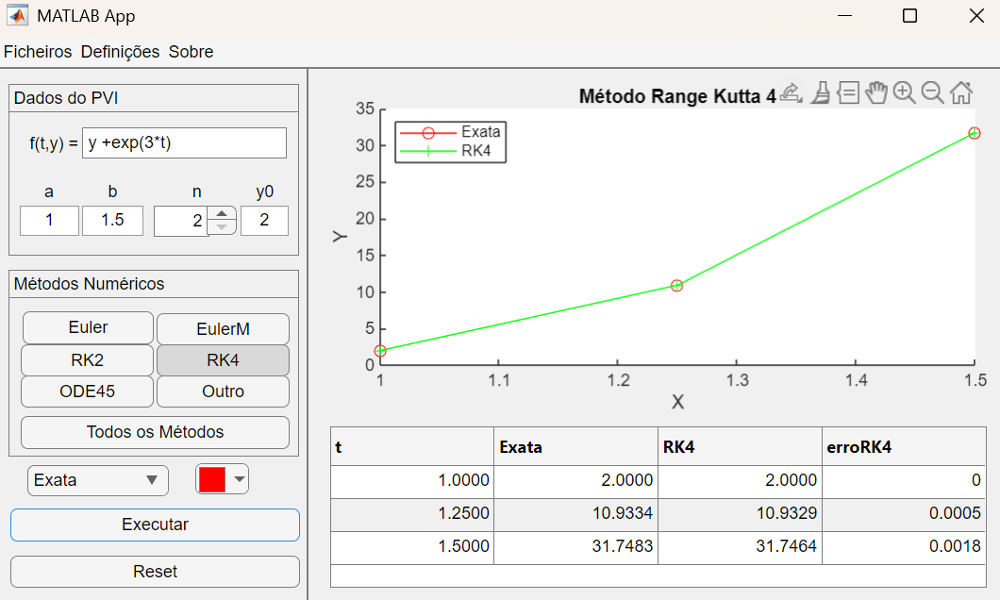 MATLAB App
Ficheiros Definições Sobre
Dados do PVI
f(t,y) = y +exp(3*t)
a b n y0
1 1.5 2 2
Métodos Numéricos
Euler EulerM
RK2 RK4
ODE45 Outro
Todos os Métodos
Exata
Executar
Reset
Método Range Kutta 4
Exata
RK4
35
30
25
20
15
10
5
0
Y
1 1.1 1.2 1.3 1.4 1.5
X
t Exata RK4 erroRK4
1.0000 2.0000 2.0000 0
1.2500 10.9334 10.9329 0.0005
1.5000 31.7483 31.7464 0.0018